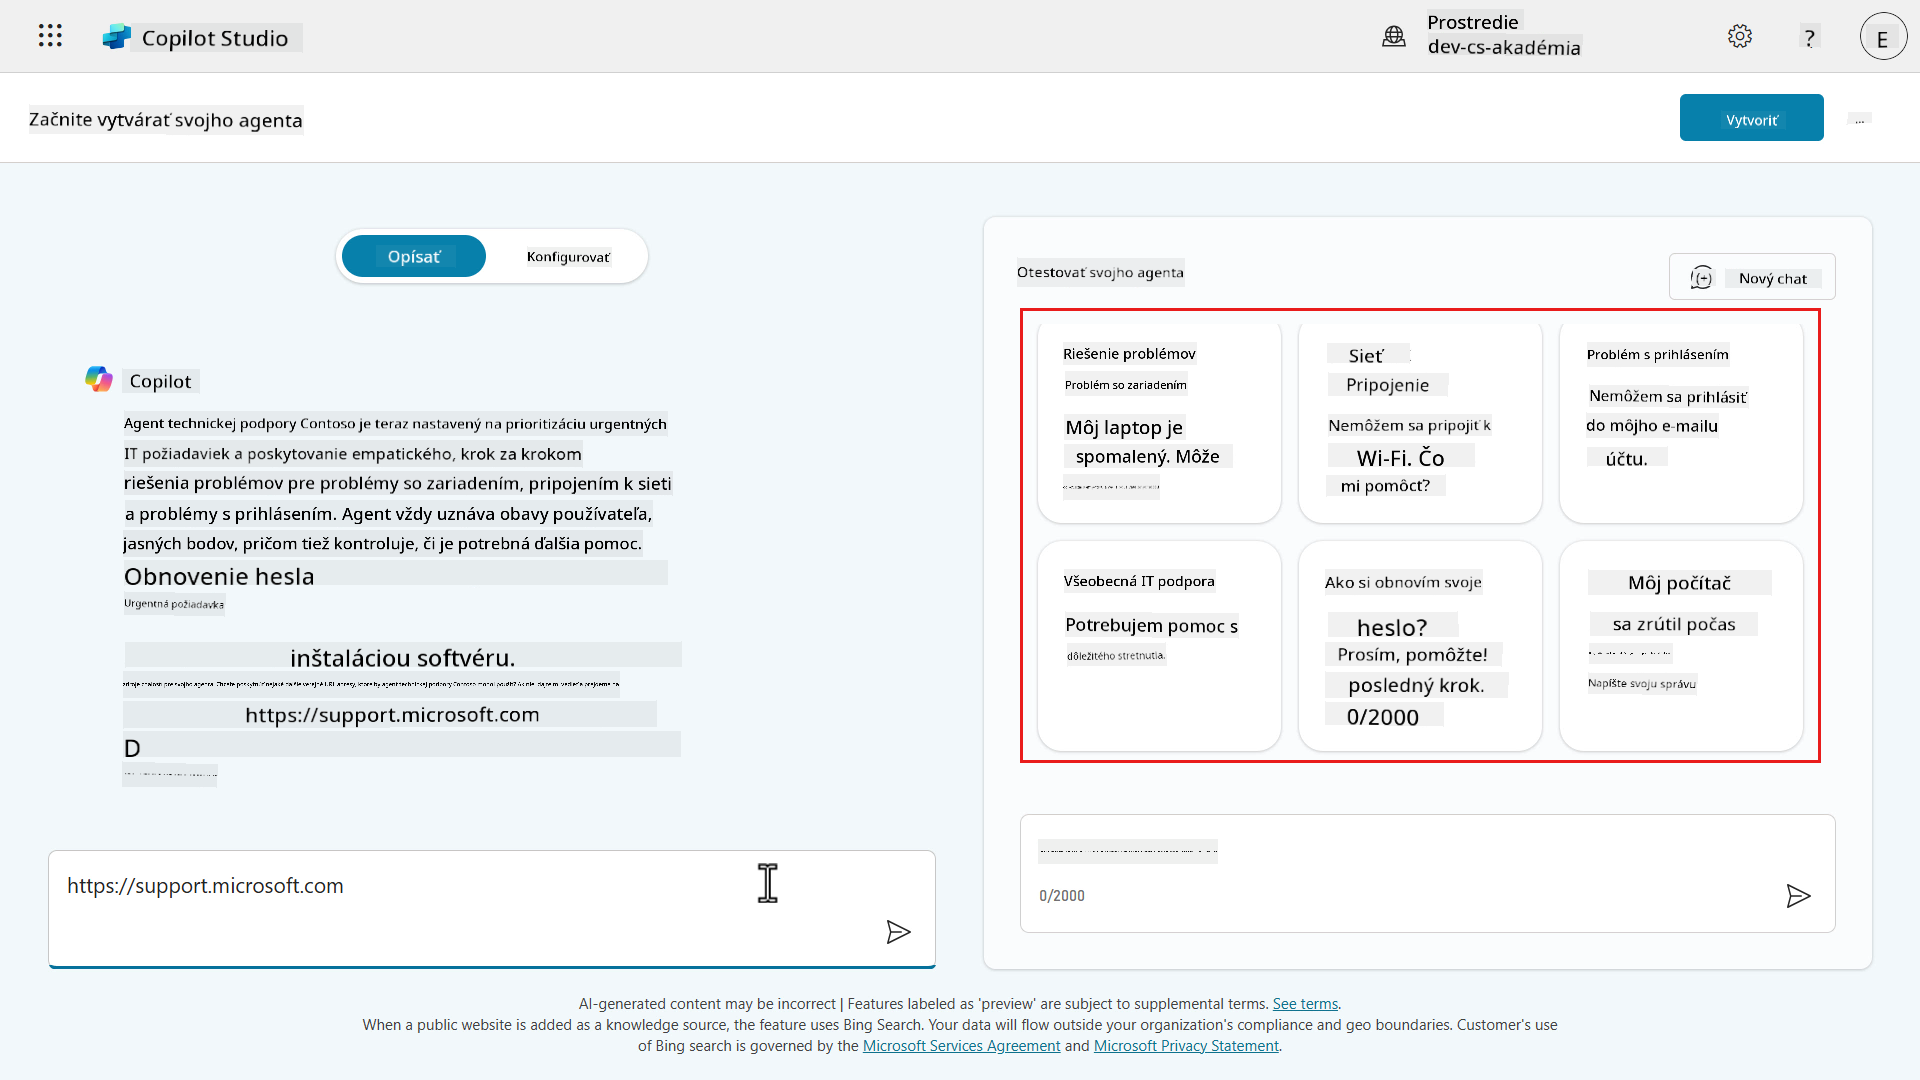 Copilot Studio
Prostredie
dev-cs-akadémia
?
E
Začnite vytvárať svojho agenta
Vytvoriť
...
Opísať
Konfigurovať
Otestovať svojho agenta
Nový chat
Copilot
Agent technickej podpory Contoso je teraz nastavený na prioritizáciu urgentných
IT požiadaviek a poskytovanie empatického, krok za krokom
riešenia problémov pre problémy so zariadením, pripojením k sieti
a problémy s prihlásením. Agent vždy uznáva obavy používateľa,
jasných bodov, pričom tiež kontroluje, či je potrebná ďalšia pomoc.
Obnovenie hesla
Urgentná požiadavka
inštaláciou softvéru.
https://support.microsoft.com
D
https://support.microsoft.com
Riešenie problémov
Problém so zariadením
Môj laptop je
spomalený. Môže
Sieť
Pripojenie
Nemôžem sa pripojiť k
Wi-Fi. Čo
mi pomôcť?
Problém s prihlásením
Nemôžem sa prihlásiť
do môjho e-mailu
účtu.
Všeobecná IT podpora
Potrebujem pomoc s
dôležitého stretnutia.
Ako si obnovím svoje
heslo?
Prosím, pomôžte!
posledný krok.
0/2000
Môj počítač
sa zrútil počas
Napíšte svoju správu
0/2000
AI-generated content may be incorrect | Features labeled as 'preview' are subject to supplemental terms. See terms.
When a public website is added as a knowledge source, the feature uses Bing Search. Your data will flow outside your organization's compliance and geo boundaries. Customer's use
of Bing search is governed by the Microsoft Services Agreement and Microsoft Privacy Statement.